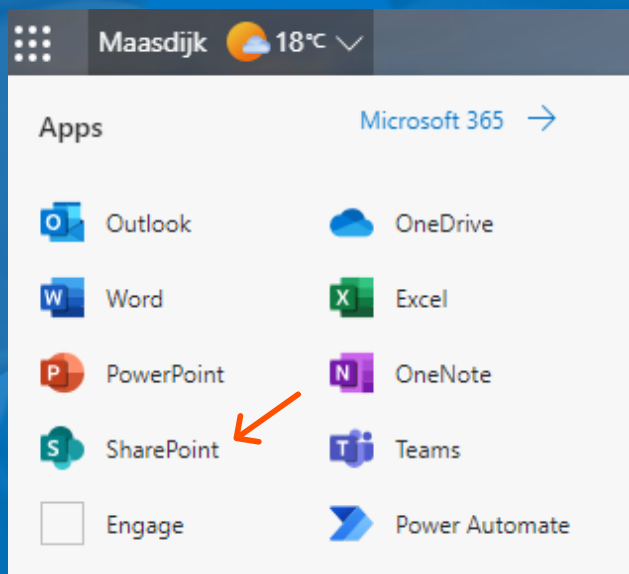 Maasdijk 18°C
Apps
Microsoft 365
Outlook
OneDrive
Word
Excel
PowerPoint
OneNote
SharePoint
Teams
Engage
Power Automate